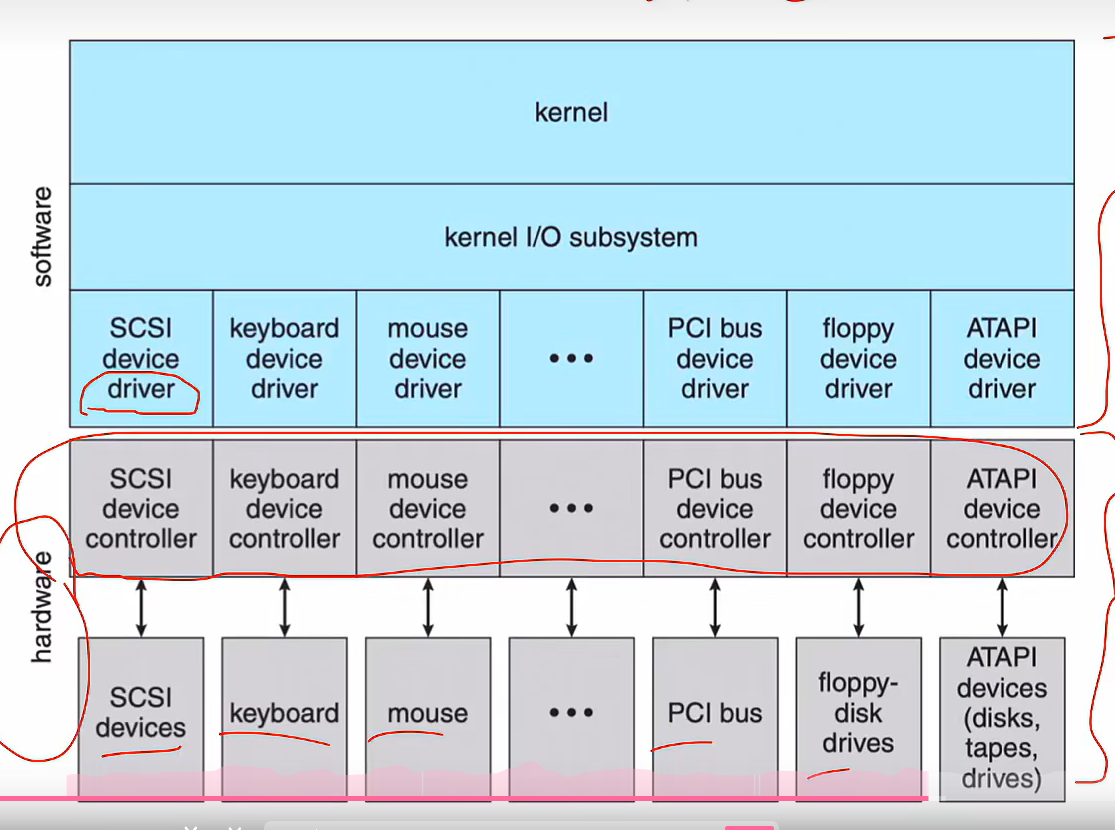 kernel
kernel I/O subsystem
software
SCSI
device
driver
keyboard
device
driver
mouse
device
driver
•••
PCI bus
device
driver
floppy
device
driver
ATAPI
device
driver
hardware
SCSI
device
controller
keyboard
device
controller
mouse
device
controller
•••
PCI bus
device
controller
floppy
device
controller
ATAPI
device
controller
SCSI
devices
keyboard
mouse
•••
PCI bus
floppy-
disk
drives
ATAPI
devices
(disks,
tapes,
drives)